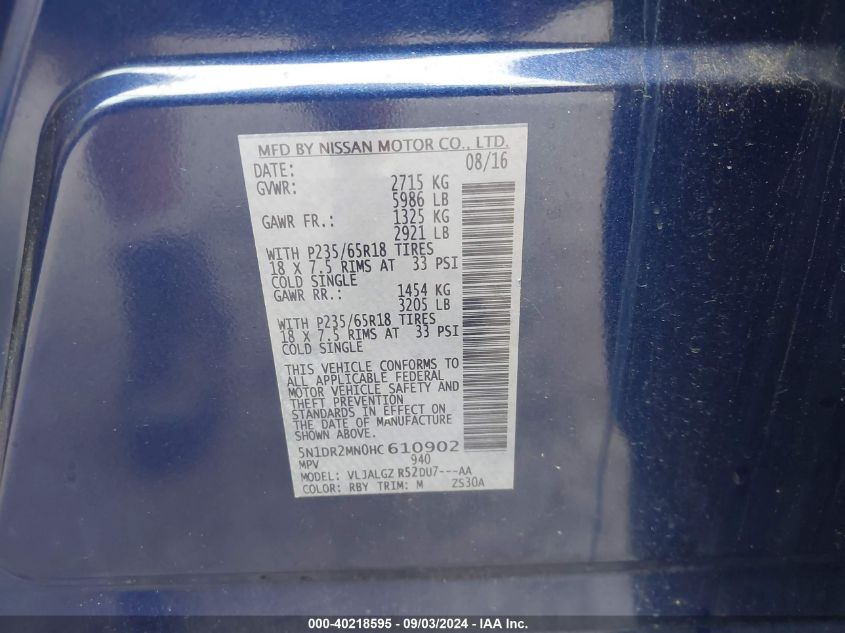 MFD BY NISSAN MOTOR CO., LTD.
DATE: 08/16
GVWR: 2715 KG
5986 LB
GAWR FR.: 1325 KG
2921 LB
WITH P235/65R18 TIRES
18 X 7.5 RIMS AT 33 PSI
COLD SINGLE
GAWR RR.: 1454 KG
3205 LB
WITH P235/65R18 TIRES
18 X 7.5 RIMS AT 33 PSI
COLD SINGLE
THIS VEHICLE CONFORMS TO
ALL APPLICABLE FEDERAL
MOTOR VEHICLE SAFETY AND
THEFT PREVENTION
STANDARDS IN EFFECT ON
THE DATE OF MANUFACTURE
SHOWN ABOVE.
5N1DR2MN0HC 610902
MPV 940
MODEL: VLJALGZ R52DU7---AA
COLOR: RBY TRIM: M ZS30A
000-40218595 - 09/03/2024 - IAA Inc.